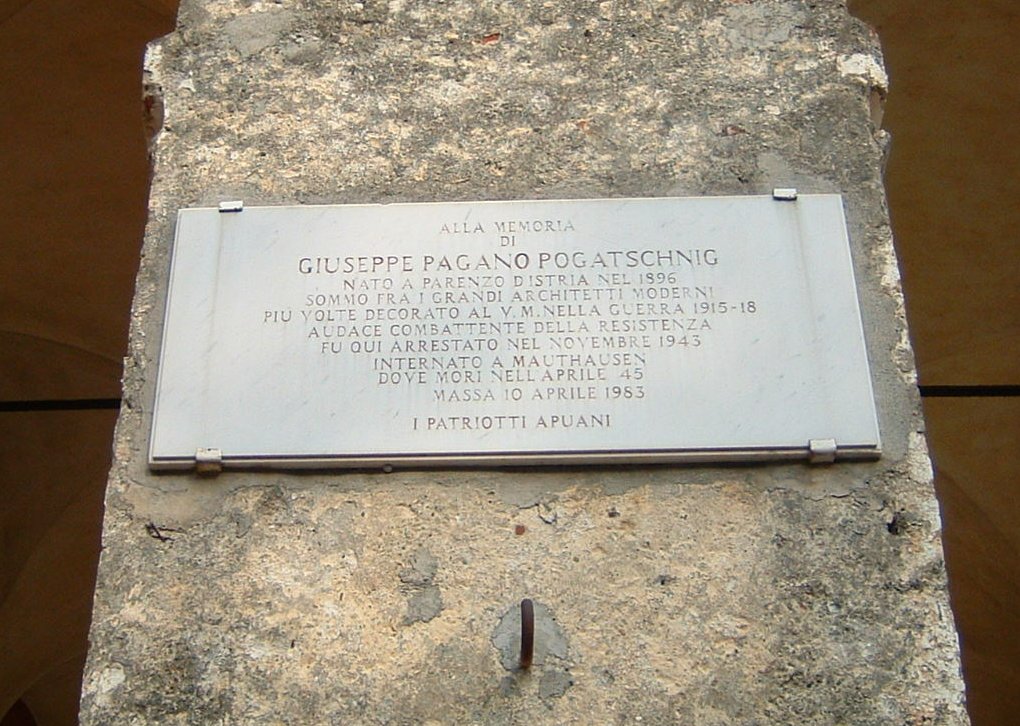 ALLA MEMORIA
DI
GIUSEPPE PAGANO POGATSCHNIG
NATO A PARENZO D'ISTRIA NEL 1896
SOMMO FRA I GRANDI ARCHITETTI MODERNI
PIU VOLTE DECORATO AL V.M. NELLA GUERRA 1915-18
AUDACE COMBATTENTE DELLA RESISTENZA
FU QUI ARRESTATO NEL NOVEMBRE 1943
INTERNATO A MAUTHAUSEN
DOVE MORI NELL'APRILE 45
MASSA 10 APRILE 1983
I PATRIOTTI APUANI